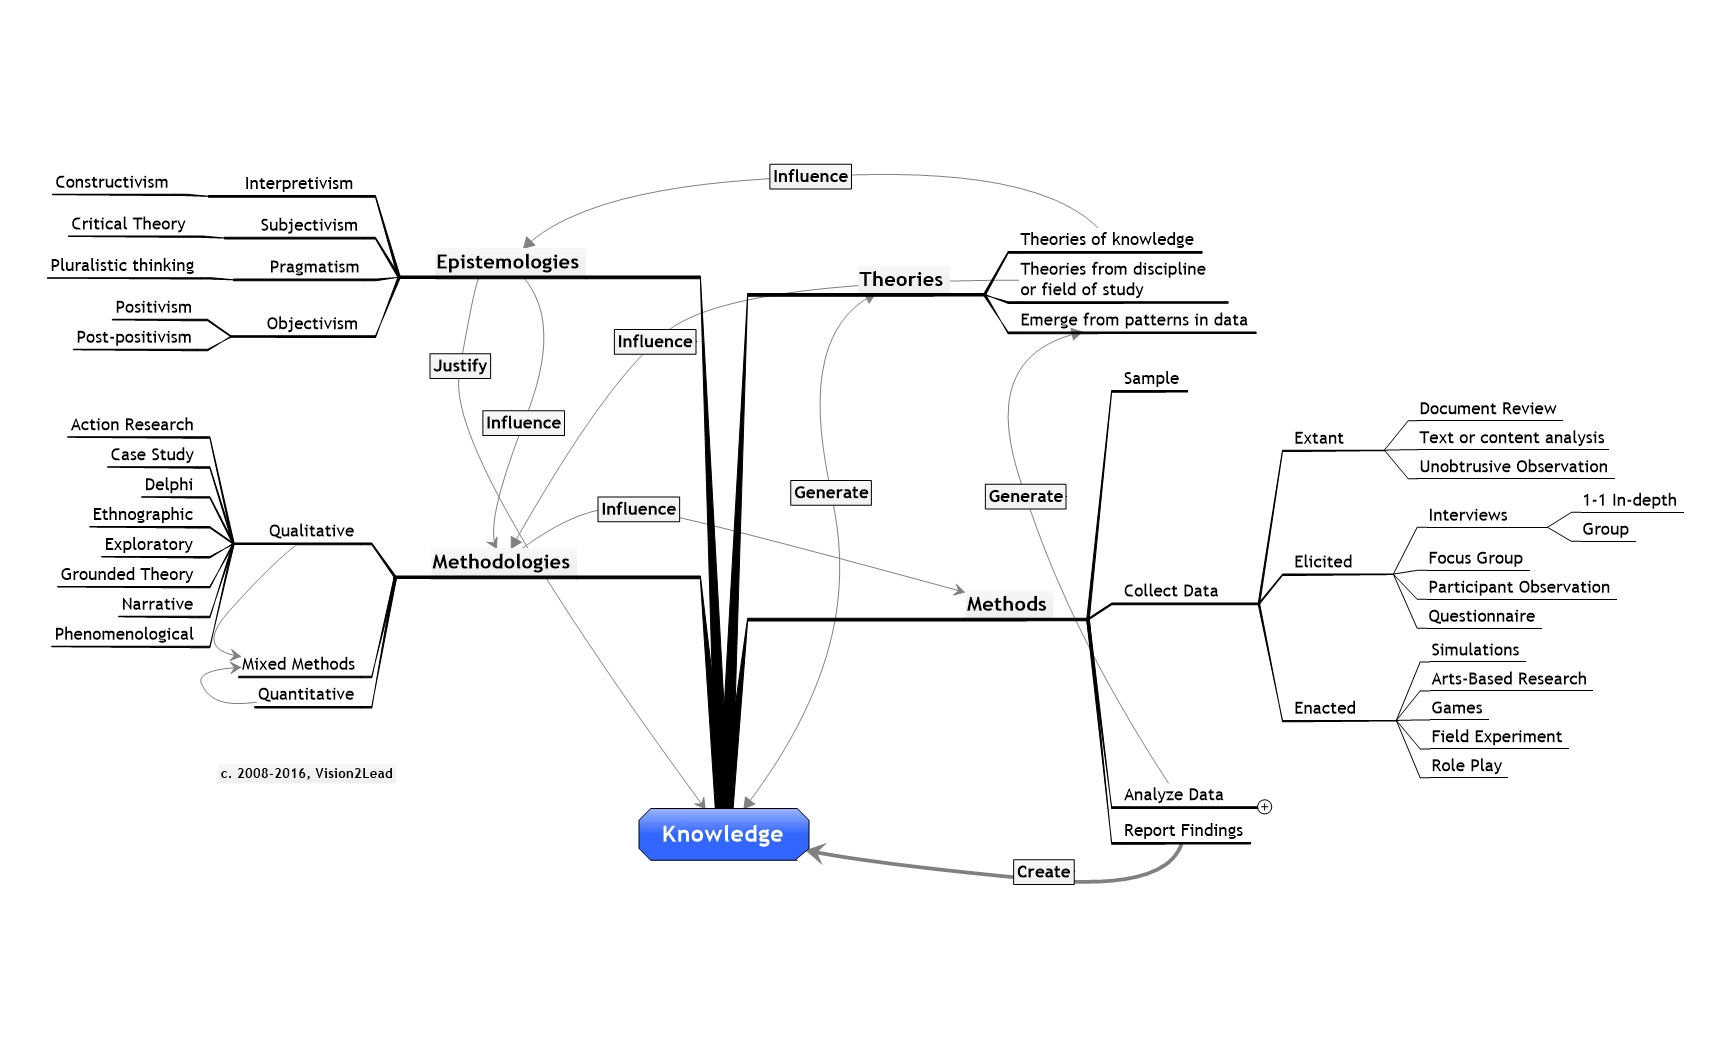 Influence
Constructivism
Interpretivism
Critical Theory
Subjectivism
Pluralistic thinking
Pragmatism
Positivism
Post-positivism
Objectivism
Epistemologies
Justify
Influence
Influence
Theories
Theories of knowledge
Theories from discipline
or field of study
Emerge from patterns in data
Generate
Generate
Action Research
Case Study
Delphi
Ethnographic
Exploratory
Grounded Theory
Narrative
Phenomenological
Qualitative
Mixed Methods
Quantitative
Methodologies
Influence
Methods
Sample
Collect Data
Extant
Document Review
Text or content analysis
Unobtrusive Observation
Elicited
Interviews
1-1 In-depth
Group
Focus Group
Participant Observation
Questionnaire
Enacted
Simulations
Arts-Based Research
Games
Field Experiment
Role Play
Analyze Data
Report Findings
Create
Knowledge
c. 2008-2016, Vision2Lead